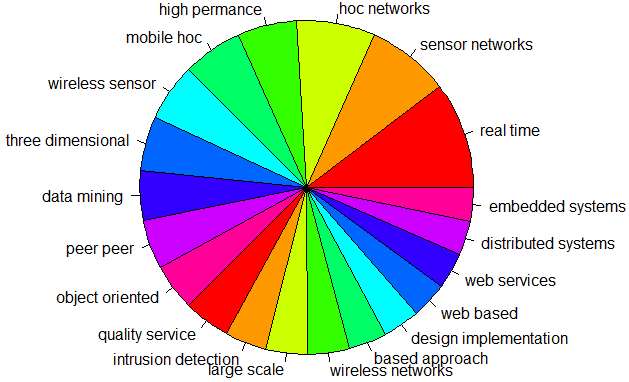 high permance
hoc networks
mobile hoc
sensor networks
wireless sensor
real time
three dimensional
data mining
embedded systems
peer peer
distributed systems
object oriented
web services
quality service
web based
intrusion detection
design implementation
large scale
based approach
wireless networks